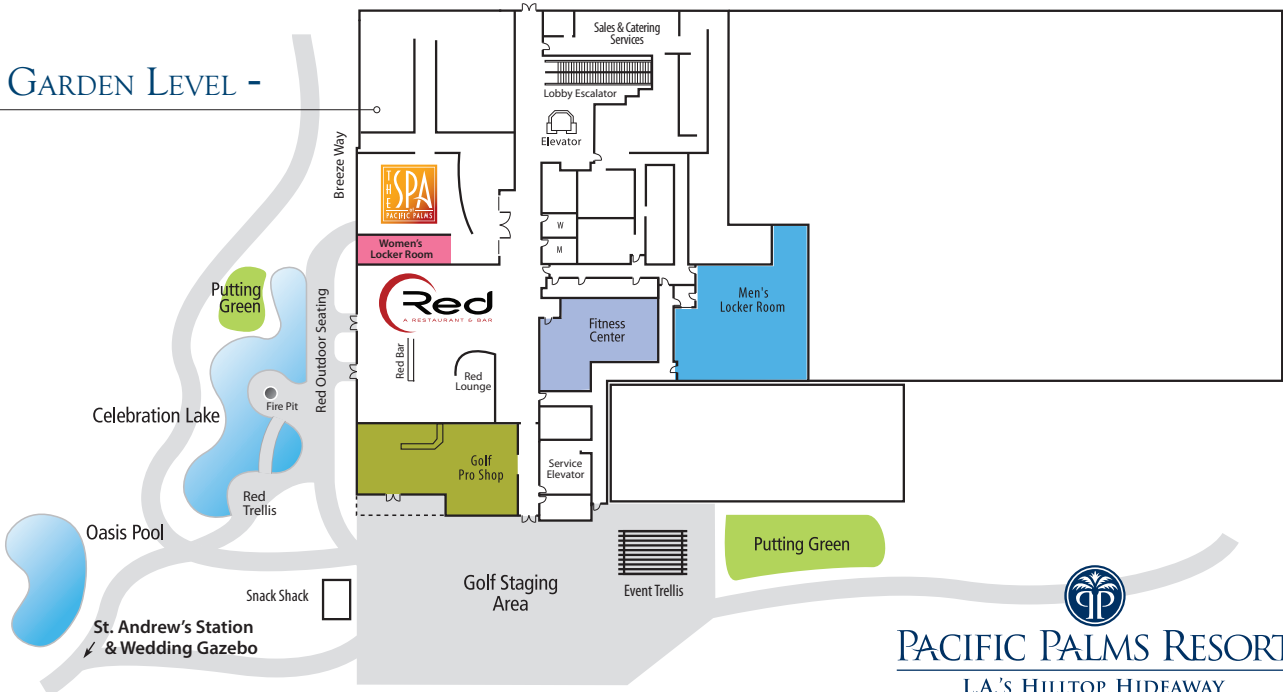 GARDEN LEVEL -
Sales & Catering
Services
Lobby Escalator
Elevator
Breeze Way
THE
SPA
AT
PACIFIC PALMS
Women's
Locker Room
W
M
Putting
Green
Red Outdoor Seating
Red
A RESTAURANT & BAR
Red Bar
Red
Lounge
Fitness
Center
Men's
Locker Room
Celebration Lake
Fire Pit
Golf
Pro Shop
Service
Elevator
Red
Trellis
Oasis Pool
Snack Shack
Golf Staging
Area
Event Trellis
Putting Green
St. Andrew's Station
& Wedding Gazebo
PP
PACIFIC PALMS RESORT
L.A.'S HILLTOP HIDEAWAY